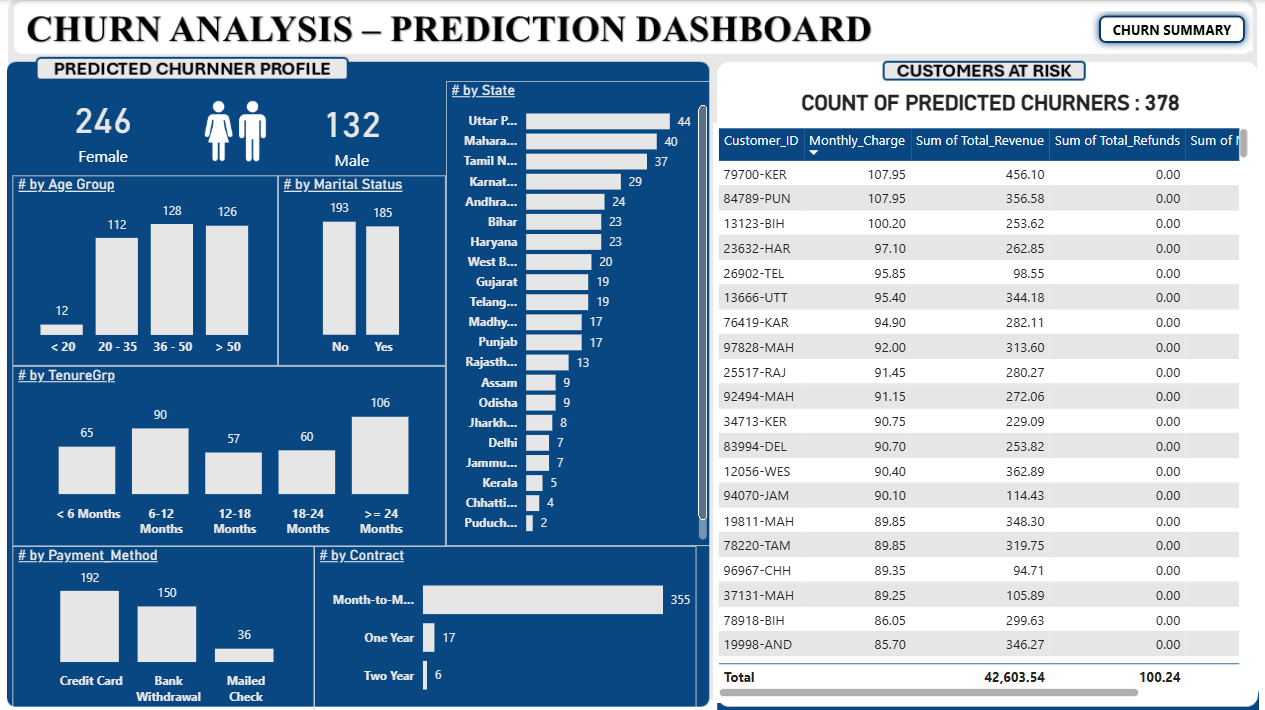 CHURN ANALYSIS – PREDICTION DASHBOARD
CHURN SUMMARY
PREDICTED CHURNNER PROFILE
246
Female
132
Male
# by Age Group
12
112
128
126
< 20
20 - 35
36 - 50
> 50
# by Marital Status
193
185
No
Yes
# by TenureGrp
65
90
57
60
106
< 6 Months
6-12
Months
12-18
Months
18-24
Months
>= 24
Months
# by Payment_Method
192
150
36
Credit Card
Bank
Withdrawal
Mailed
Check
# by Contract
Month-to-M... 355
One Year 17
Two Year 6
# by State
Uttar P... 44
Mahara... 40
Tamil N... 37
Karnat... 29
Andhra... 24
Bihar 23
Haryana 23
West B... 20
Gujarat 19
Telang... 19
Madhy... 17
Punjab 17
Rajasth... 13
Assam 9
Odisha 9
Jharkh... 8
Delhi 7
Jammu... 7
Kerala 5
Chhatti... 4
Puduch... 2
CUSTOMERS AT RISK
COUNT OF PREDICTED CHURNERS : 378
Customer_ID Monthly_Charge Sum of Total_Revenue Sum of Total_Refunds Sum of
79700-KER 107.95 456.10 0.00
84789-PUN 107.95 356.58 0.00
13123-BIH 100.20 253.62 0.00
23632-HAR 97.10 262.85 0.00
26902-TEL 95.85 98.55 0.00
13666-UTT 95.40 344.18 0.00
76419-KAR 94.90 282.11 0.00
97828-MAH 92.00 313.60 0.00
25517-RAJ 91.45 280.27 0.00
92494-MAH 91.15 272.06 0.00
34713-KER 90.75 229.09 0.00
83994-DEL 90.70 253.82 0.00
12056-WES 90.40 362.89 0.00
94070-JAM 90.10 114.43 0.00
19811-MAH 89.85 348.30 0.00
78220-TAM 89.85 319.75 0.00
96967-CHH 89.35 94.71 0.00
37131-MAH 89.25 105.89 0.00
78918-BIH 86.05 299.63 0.00
19998-AND 85.70 346.27 0.00
Total 42,603.54 100.24